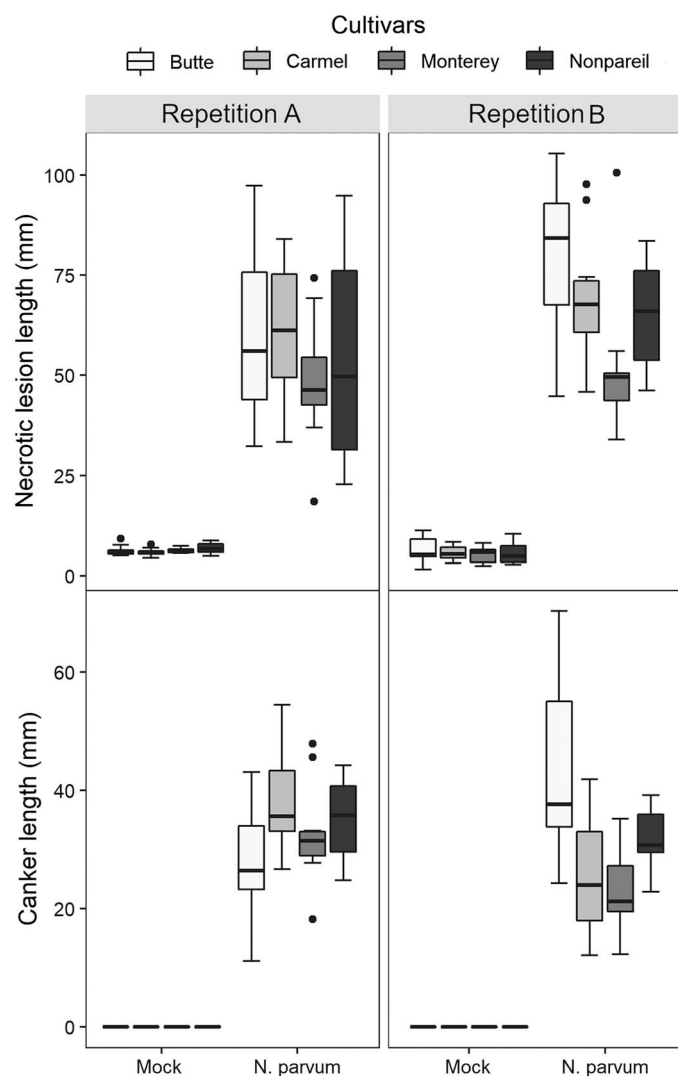 Cultivars
Butte Carmel Monterey Nonpareil
Repetition A Repetition B
Necrotic lesion length (mm)
100
75
50
25
0
Canker length (mm)
60
40
20
0
Mock N. parvum Mock N. parvum